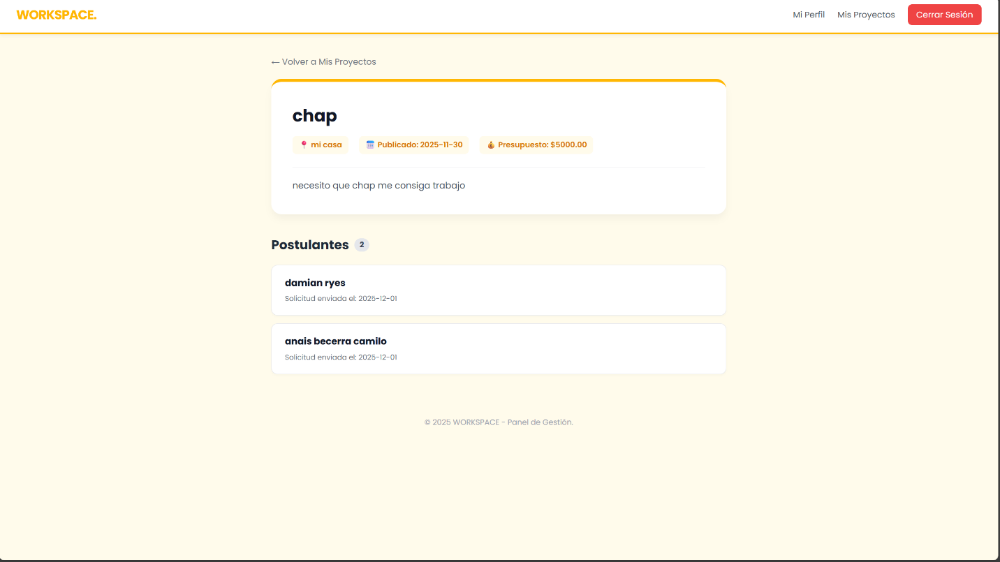 WORKSPACE.
Mi Perfil Mis Proyectos Cerrar Sesión
← Volver a Mis Proyectos
chap
📍 mi casa 🗓️ Publicado: 2025-11-30 💰 Presupuesto: $5000.00
necesito que chap me consiga trabajo
Postulantes 2
damian ryes
Solicitud enviada el: 2025-12-01
anais becerra camilo
Solicitud enviada el: 2025-12-01
© 2025 WORKSPACE - Panel de Gestión.